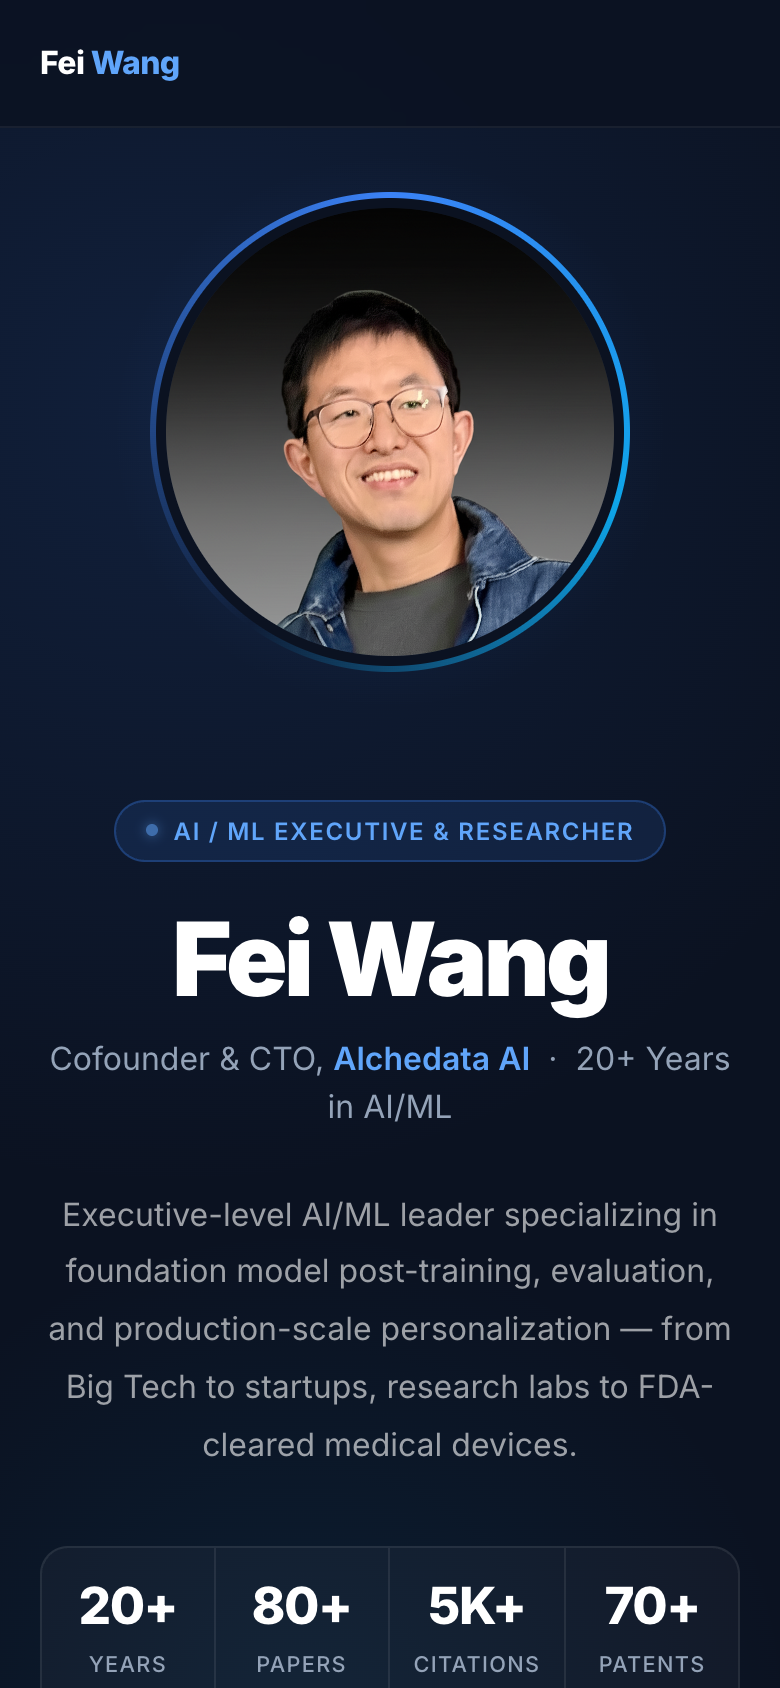 Fei Wang
AI / ML EXECUTIVE & RESEARCHER
Fei Wang
Cofounder & CTO, AIchedata AI · 20+ Years
in AI/ML
Executive-level AI/ML leader specializing in
foundation model post-training, evaluation,
and production-scale personalization — from
Big Tech to startups, research labs to FDA-
cleared medical devices.
20+ 80+ 5K+ 70+
YEARS PAPERS CITATIONS PATENTS